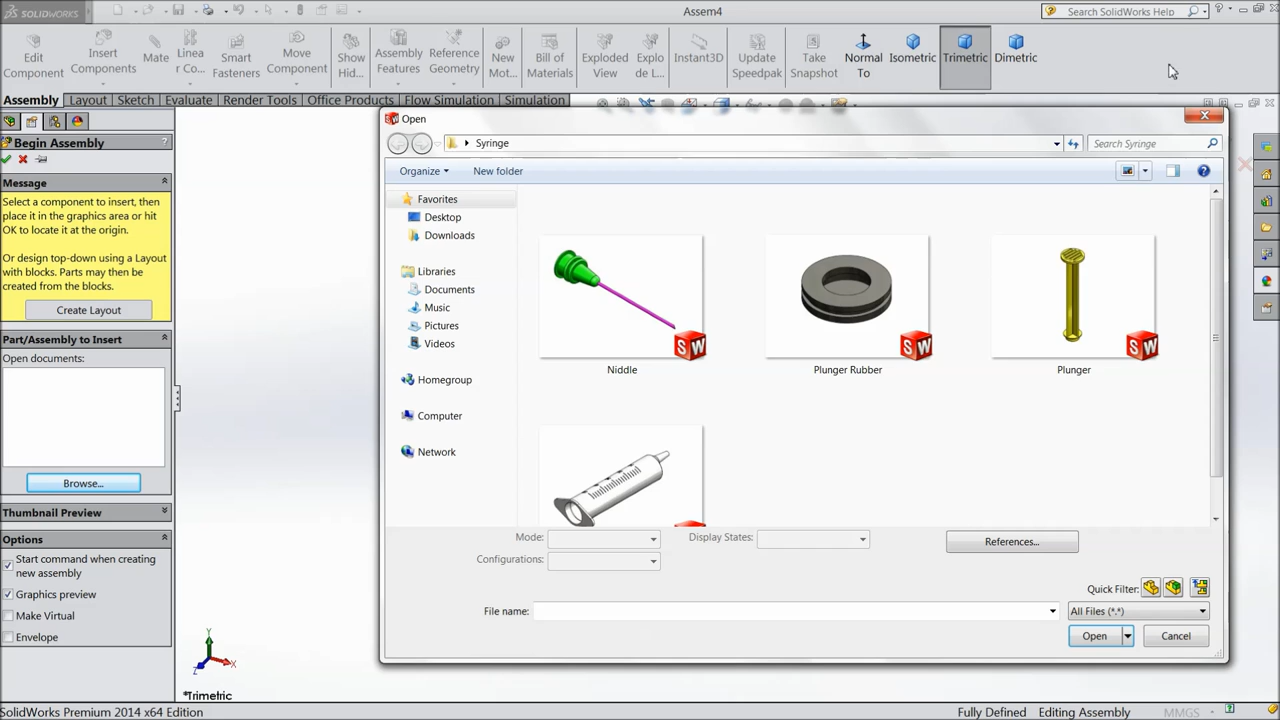 SOLIDWORKS
Assem4
Search SolidWorks Help
Edit
Component
Insert
Components
Mate
Linea
r Co...
Smart
Fasteners
Move
Component
Show
Hid...
Assembly
Features
Reference
Geometry
New
Mot...
Bill of
Materials
Exploded
View
Explo
de L...
Instant3D
Update
Speedpak
Take
Snapshot
Normal
To
Isometric
Trimetric
Dimetric
Assembly
Layout
Sketch
Evaluate
Render Tools
Office Products
Flow Simulation
Simulation
Begin Assembly
?
Message
Select a component to insert, then
place it in the graphics area or hit
OK to locate it at the origin.
Or design top-down using a Layout
with blocks. Parts may then be
created from the blocks.
Create Layout
Part/Assembly to Insert
Open documents:
Browse...
Thumbnail Preview
Options
Start command when creating
new assembly
Graphics preview
Make Virtual
Envelope
Open
Syringe
Search Syringe
Organize
New folder
Favorites
Desktop
Downloads
Libraries
Documents
Music
Pictures
Videos
Homegroup
Computer
Network
SW
SW
SW
Niddle
Plunger Rubber
Plunger
Mode:
Display States:
References...
Configurations:
Quick Filter:
File name:
All Files (*.*)
Open
Cancel
Y
X
Z
*Trimetric
SolidWorks Premium 2014 x64 Edition
Fully Defined
Editing Assembly
MMGS